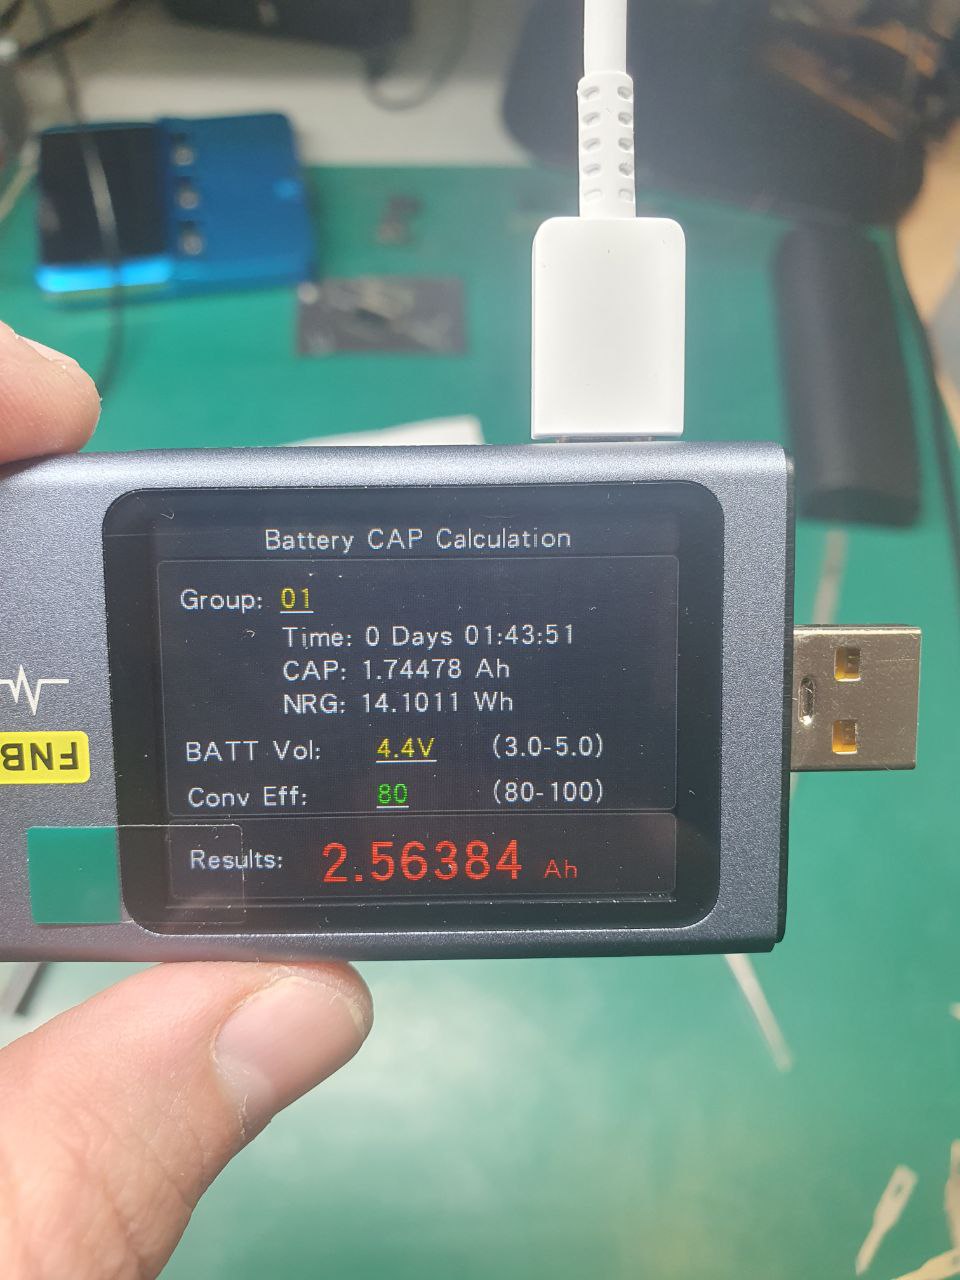 Battery CAP Calculation
Group: 01
Time: 0 Days 01:43:51
CAP: 1.74478 Ah
NRG: 14.1011 Wh
BATT Vol: 4.4V (3.0-5.0)
Conv Eff: 80 (80-100)
Results: 2.56384 Ah
FNB